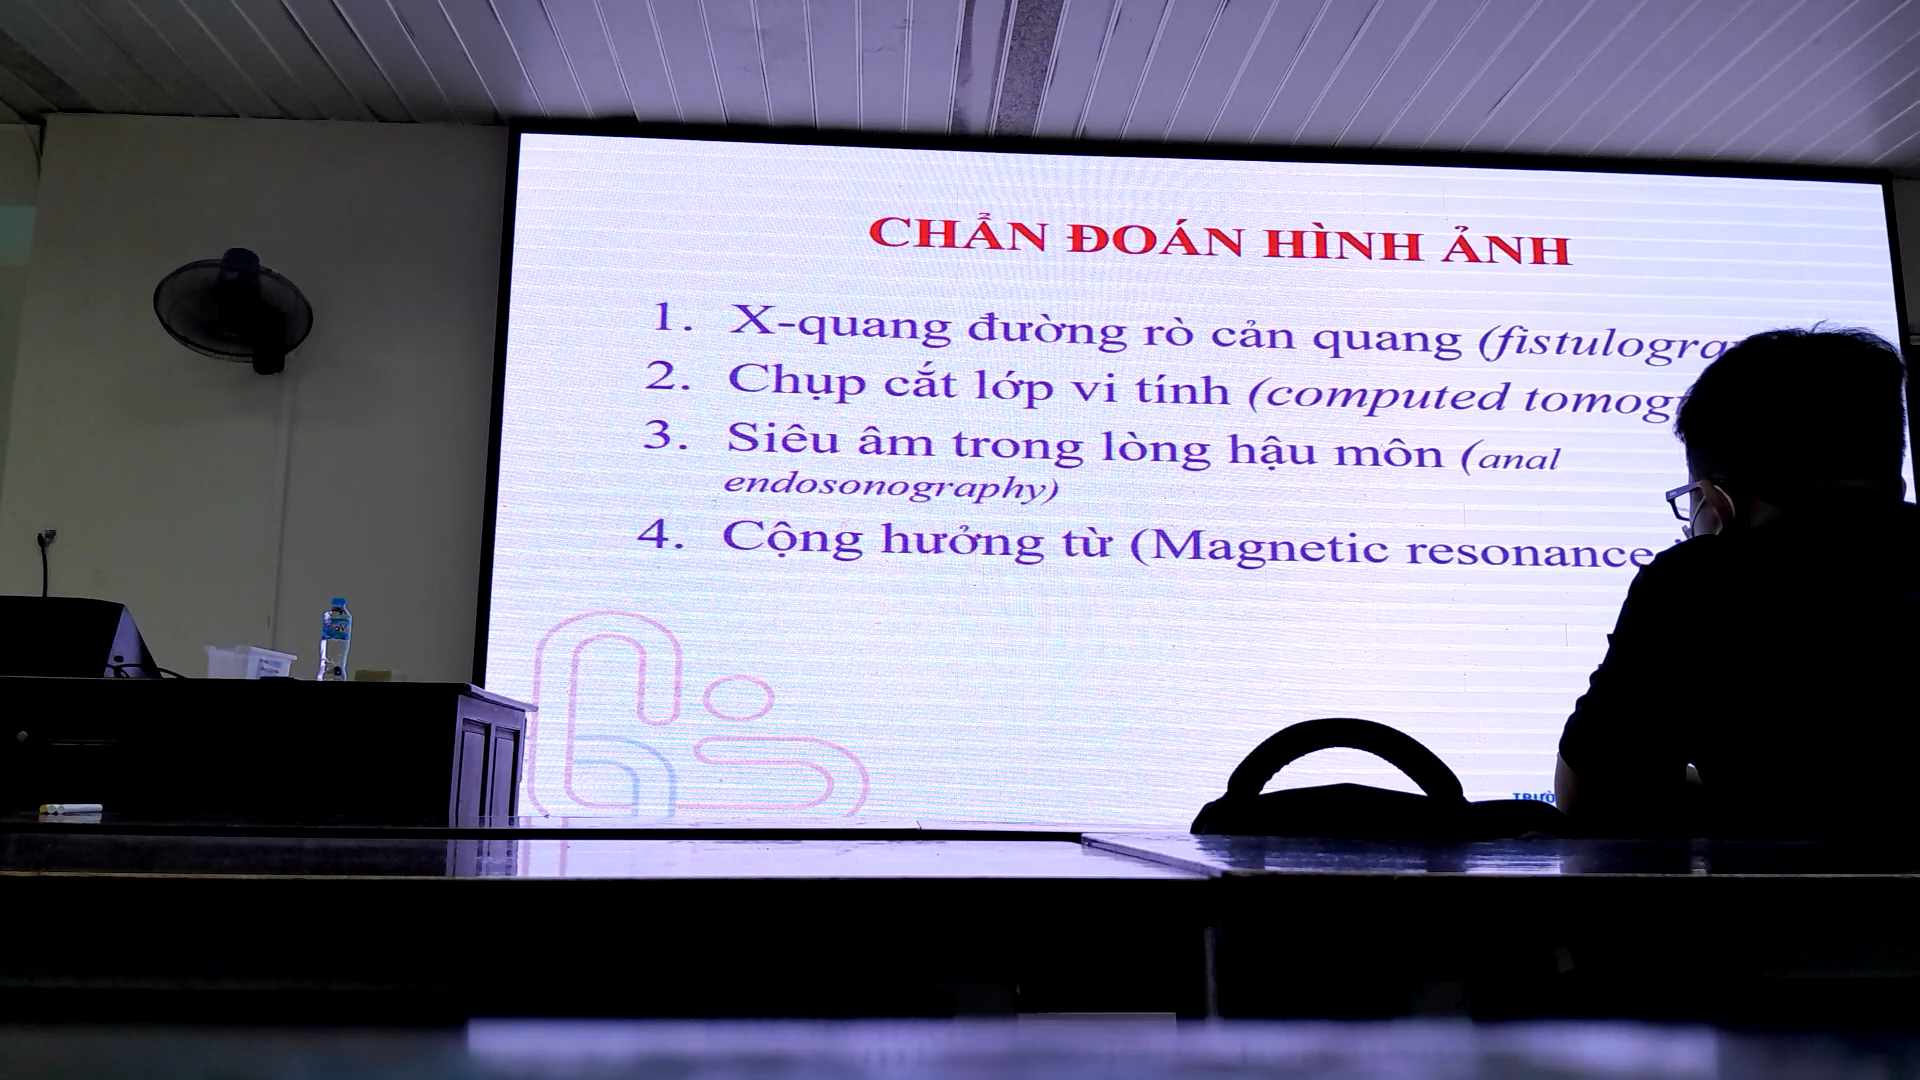 CHẨN ĐOÁN HÌNH ẢNH
1. X-quang đường rò cản quang (fistulogra
2. Chụp cắt lớp vi tính (computed tomog
3. Siêu âm trong lòng hậu môn (anal
endosonography)
4. Cộng hưởng từ (Magnetic resonance